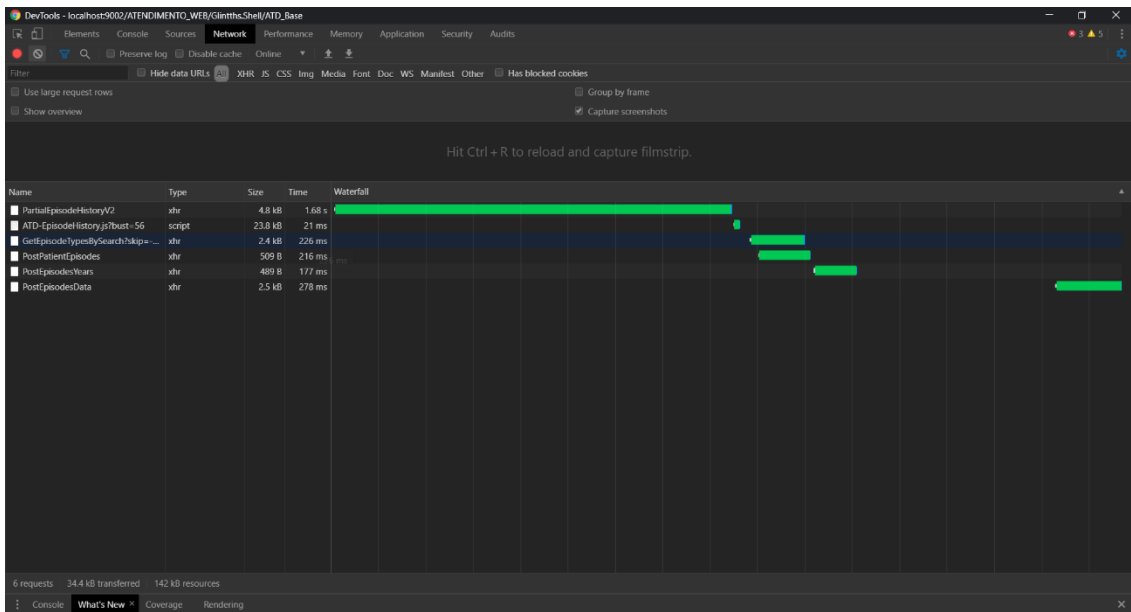 DevTools - localhost:9002/ATENDIMENTO_WEB/Glintths.Shell/ATD_Base
Elements Console Sources Network Performance Memory Application Security Audits 3 5
Preserve log Disable cache Online
Filter Hide data URLs All XHR JS CSS Img Media Font Doc WS Manifest Other Has blocked cookies
Use large request rows Group by frame
Show overview Capture screenshots
Hit Ctrl + R to reload and capture filmstrip.
Name Type Size Time Waterfall
PartialEpisodeHistoryV2 xhr 4.8 kB 1.68 s
ATD-EpisodeHistory.js?bust=56 script 23.8 kB 21 ms
GetEpisodeTypesBySearch?skip=-... xhr 2.4 kB 226 ms
PostPatientEpisodes xhr 509 B 216 ms
PostEpisodesYears xhr 489 B 177 ms
PostEpisodesData xhr 2.5 kB 278 ms
6 requests 34.4 kB transferred 142 kB resources
Console What's New × Coverage Rendering